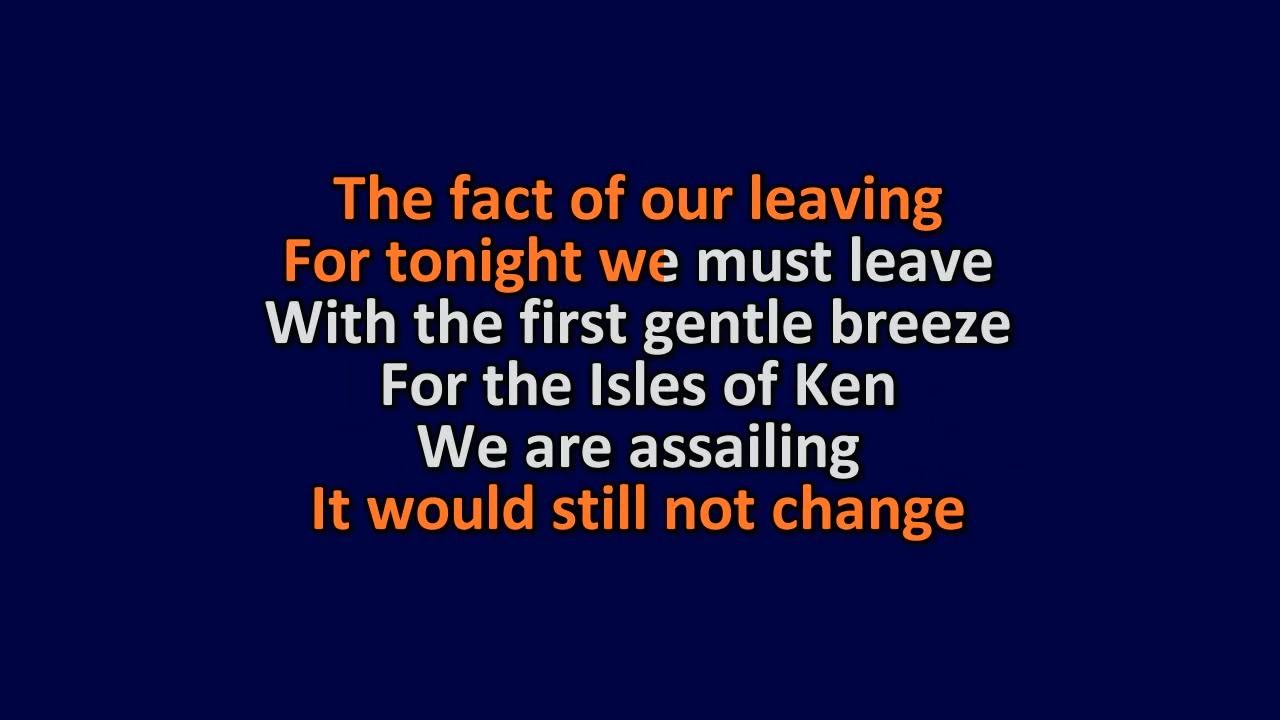 The fact of our leaving
For tonight we must leave
With the first gentle breeze
For the Isles of Ken
We are assailing
It would still not change